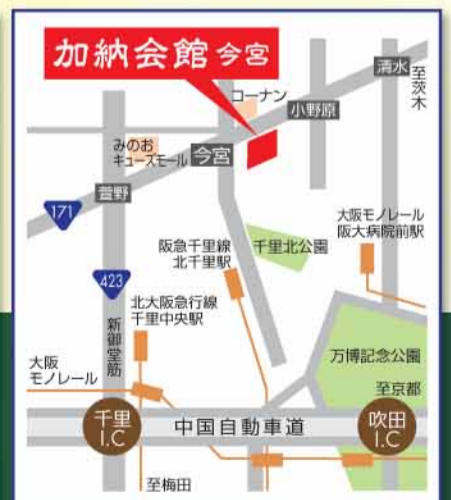 加納会館 今宮
清水
至茨木
コーナン
小野原
みのお
キューズモール
今宮
萱野
171
大阪モノレール
阪大病院前駅
阪急千里線
北千里駅
千里北公園
423
北大阪急行線
千里中央駅
新御堂筋
大阪
モノレール
万博記念公園
至京都
千里
I.C
中国自動車道
吹田
I.C
至梅田